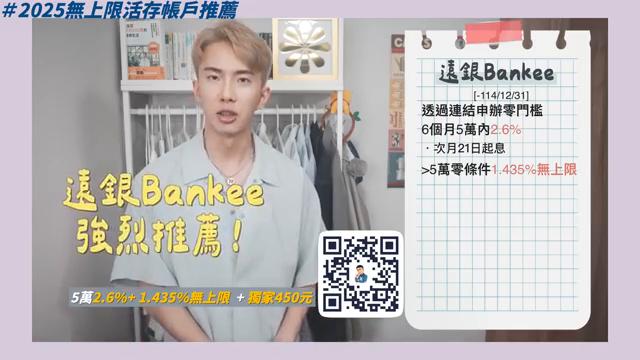 #2025無上限活存帳戶推薦
遠銀Bankee
[-114/12/31]
透過連結申辦零門檻
6個月5萬內2.6%
·次月21日起息
>5萬零條件1.435%無上限
遠銀Bankee
強烈推薦!
5萬2.6%+ 1.435%無上限 + 獨家450元